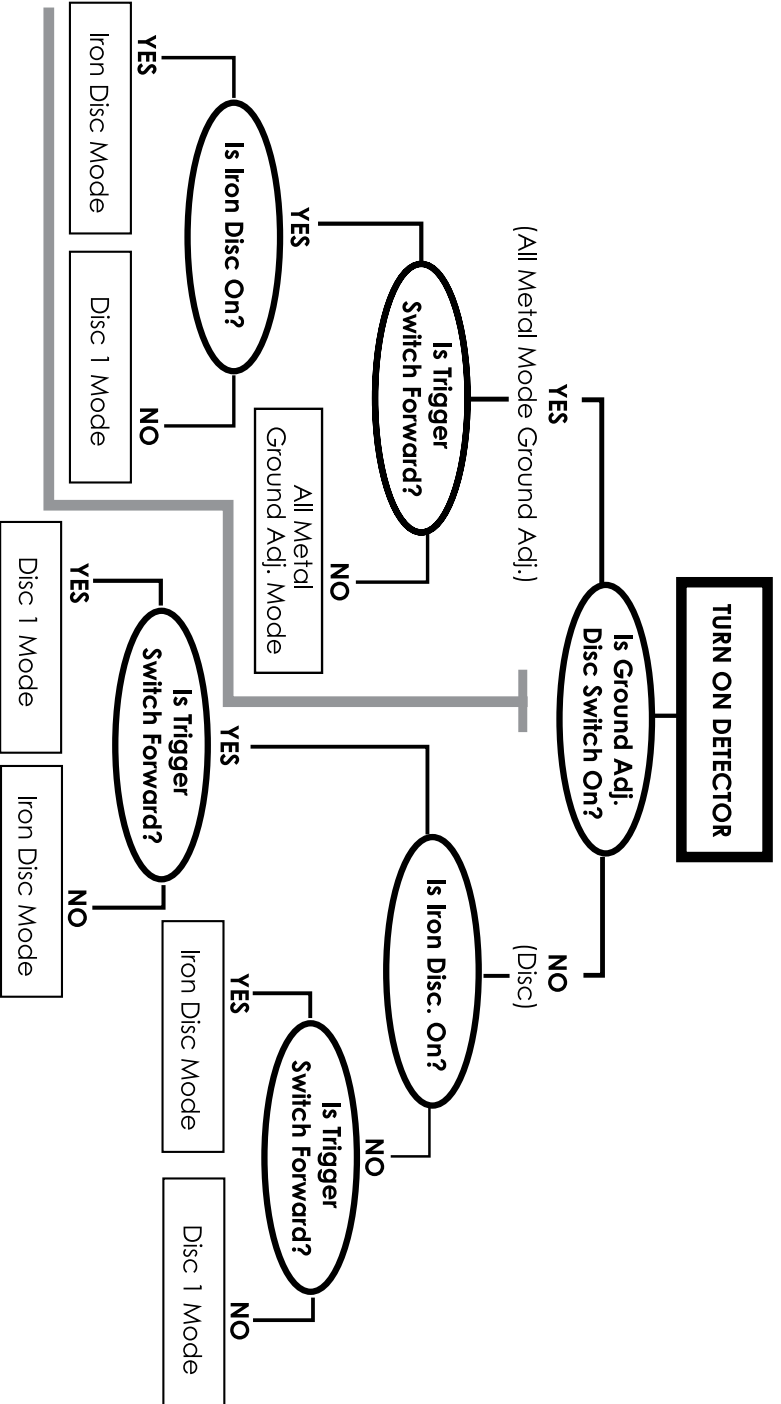 TURN ON DETECTOR
Is Ground Adj.
Disc Switch On?
YES
(All Metal Mode Ground Adj.)
NO
(Disc)
Is Trigger
Switch Forward?
YES
NO
Is Iron Disc On?
All Metal
Ground Adj. Mode
YES
NO
Iron Disc Mode
Disc 1 Mode
Is Iron Disc. On?
YES
NO
Is Trigger
Switch Forward?
YES
NO
Disc 1 Mode
Iron Disc Mode
Is Trigger
Switch Forward?
YES
NO
Iron Disc Mode
Disc 1 Mode